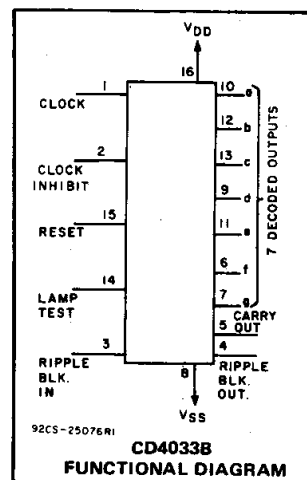 VDD
16
1
CLOCK
2
CLOCK
INHIBIT
15
RESET
14
LAMP
TEST
3
RIPPLE
BLK.
IN
10 a
12 b
13 c
9 d
11 e
6 f
7 g
7 DECODED OUTPUTS
CARRY
OUT
5
4
RIPPLE
BLK.
OUT.
8
VSS
92CS-25076R1
CD4033B
FUNCTIONAL DIAGRAM